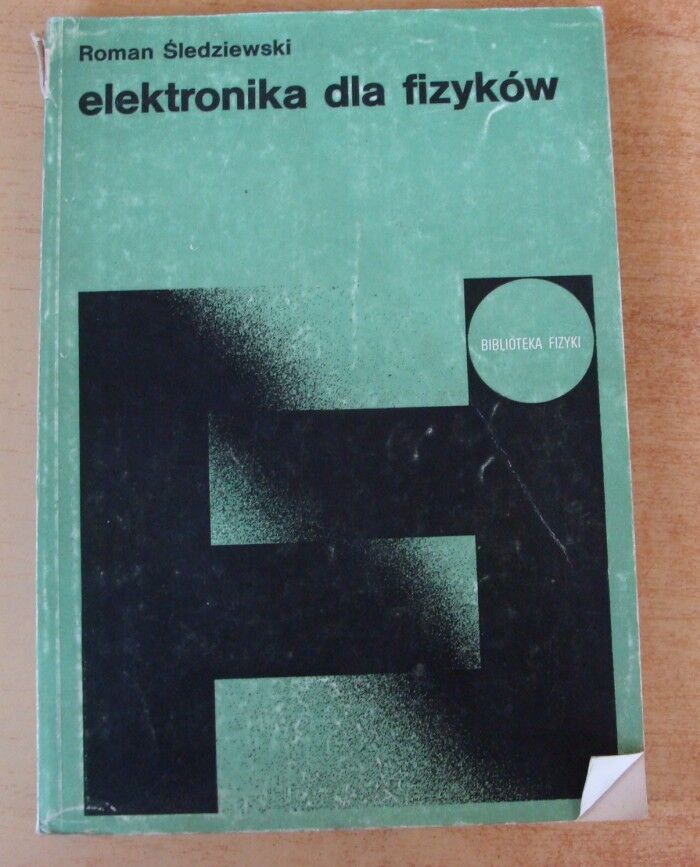 Roman Śledziewski
elektronika dla fizyków
BIBLIOTEKA FIZYKI